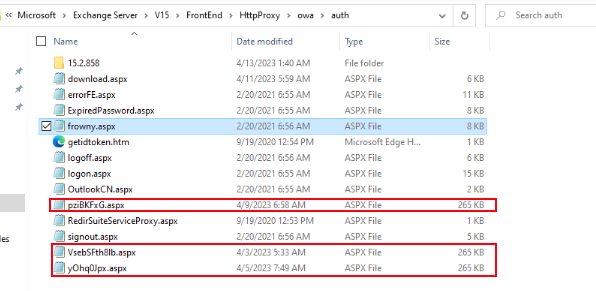 « Microsoft > Exchange Server > V15 > FrontEnd > HttpProxy > owa > auth Search auth
Name Date modified Type Size
15.2.858 4/13/2023 1:40 AM File folder
download.aspx 4/11/2023 5:59 AM ASPX File 6 KB
errorFE.aspx 2/20/2021 6:55 AM ASPX File 11 KB
ExpiredPassword.aspx 2/20/2021 6:55 AM ASPX File 8 KB
frowny.aspx 2/20/2021 6:56 AM ASPX File 8 KB
getidtoken.htm 9/19/2020 12:54 PM Microsoft Edge H... 1 KB
logoff.aspx 2/20/2021 6:56 AM ASPX File 3 KB
logon.aspx 2/20/2021 6:55 AM ASPX File 15 KB
OutlookCN.aspx 2/20/2021 6:55 AM ASPX File 2 KB
pziBKFxG.aspx 4/9/2023 6:58 AM ASPX File 265 KB
RedirSuiteServiceProxy.aspx 9/19/2020 12:53 PM ASPX File 1 KB
signout.aspx 2/20/2021 6:56 AM ASPX File 5 KB
VsebSFth8Ib.aspx 4/3/2023 5:33 AM ASPX File 265 KB
yOhq0Jpx.aspx 4/5/2023 7:49 AM ASPX File 265 KB